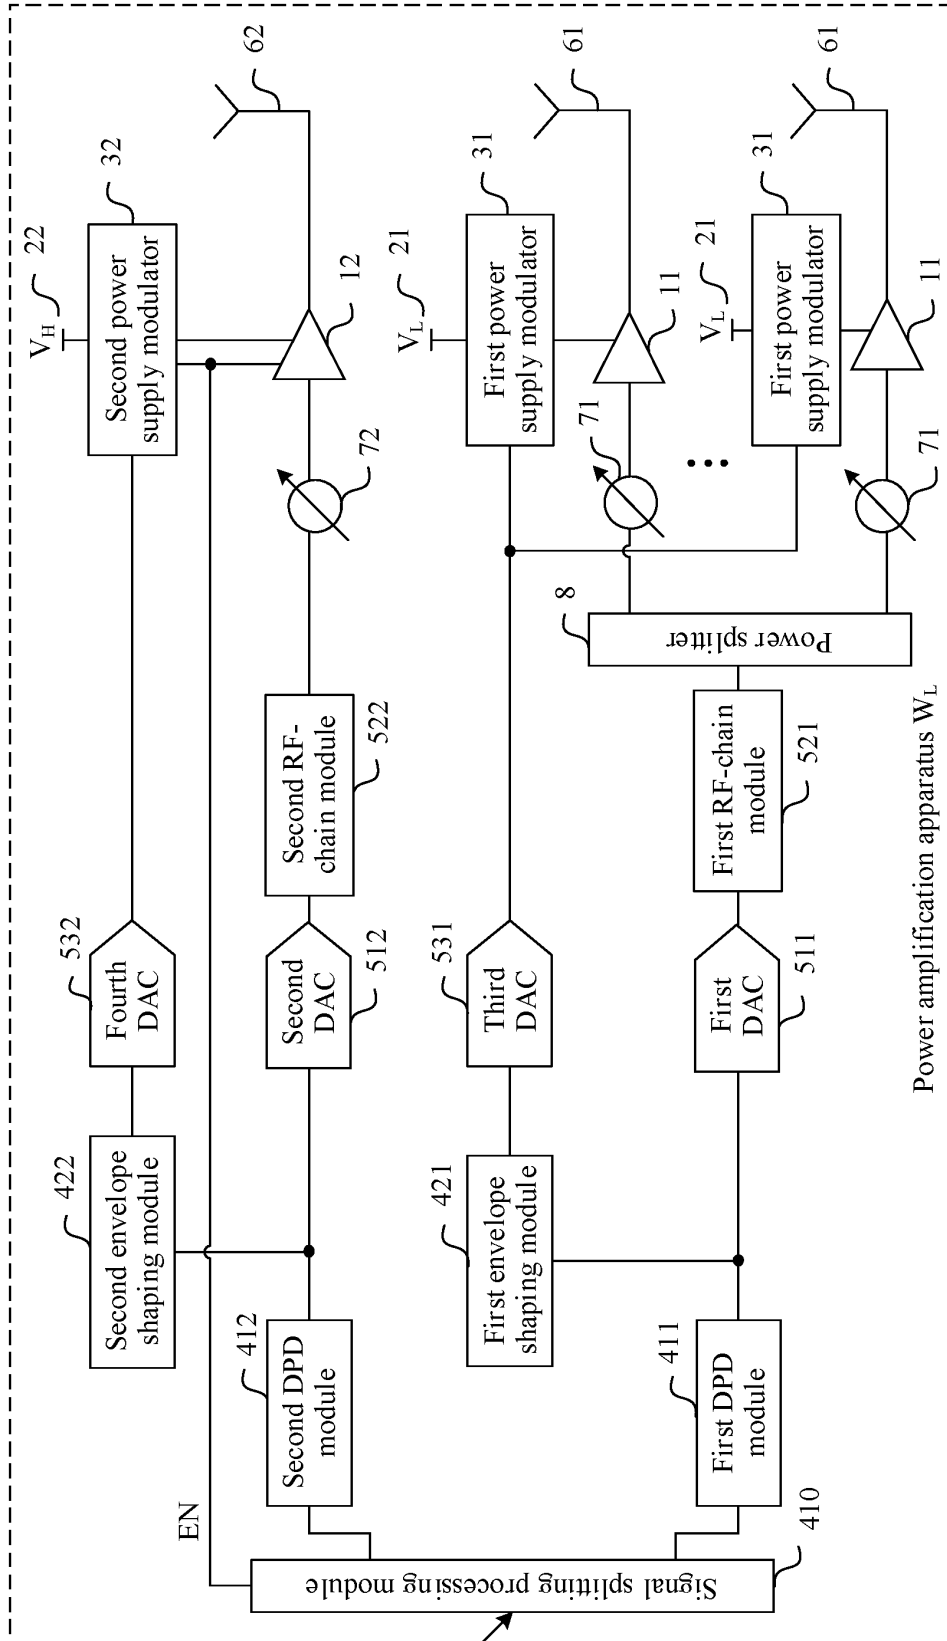 22
V_H
32
Second power
supply modulator
62
12
72
532
Fourth
DAC
422
Second envelope
shaping module
EN
Second RF-
chain module
522
Second
DAC
512
412
Second DPD
module
21
V_L
31
First power
supply modulator
61
11
71
531
Third
DAC
421
First envelope
shaping module
21
V_L
31
First power
supply modulator
61
11
71
8
Power splitter
First RF-chain
module
521
First
DAC
511
411
First DPD
module
410
Signal splitting processing module
Power amplification apparatus W_L